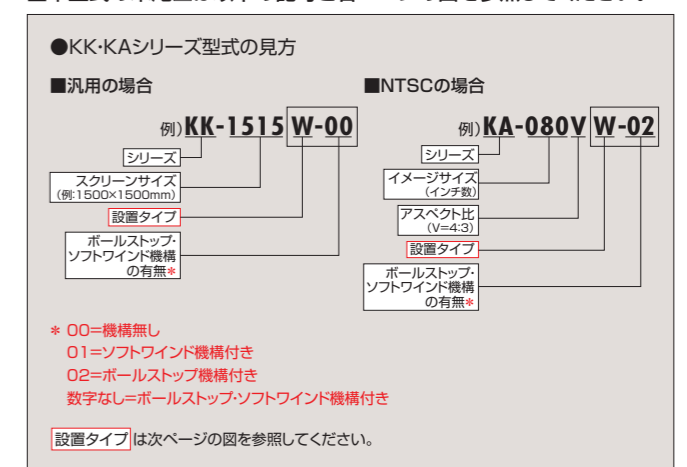 ●KK・KAシリーズ型式の見方
■汎用の場合
例)KK-1515W-00
シリーズ
スクリーンサイズ
(例:1500×1500mm)
設置タイプ
ボールストップ・
ソフトワインド機構
の有無*
■NTSCの場合
例)KA-080V W-02
シリーズ
イメージサイズ
(インチ数)
アスペクト比
(V=4:3)
設置タイプ
ボールストップ・
ソフトワインド機構
の有無*
* 00=機構無し
01=ソフトワインド機構付き
02=ボールストップ機構付き
数字なし=ボールストップ・ソフトワインド機構付き
設置タイプは次ページの図を参照してください。